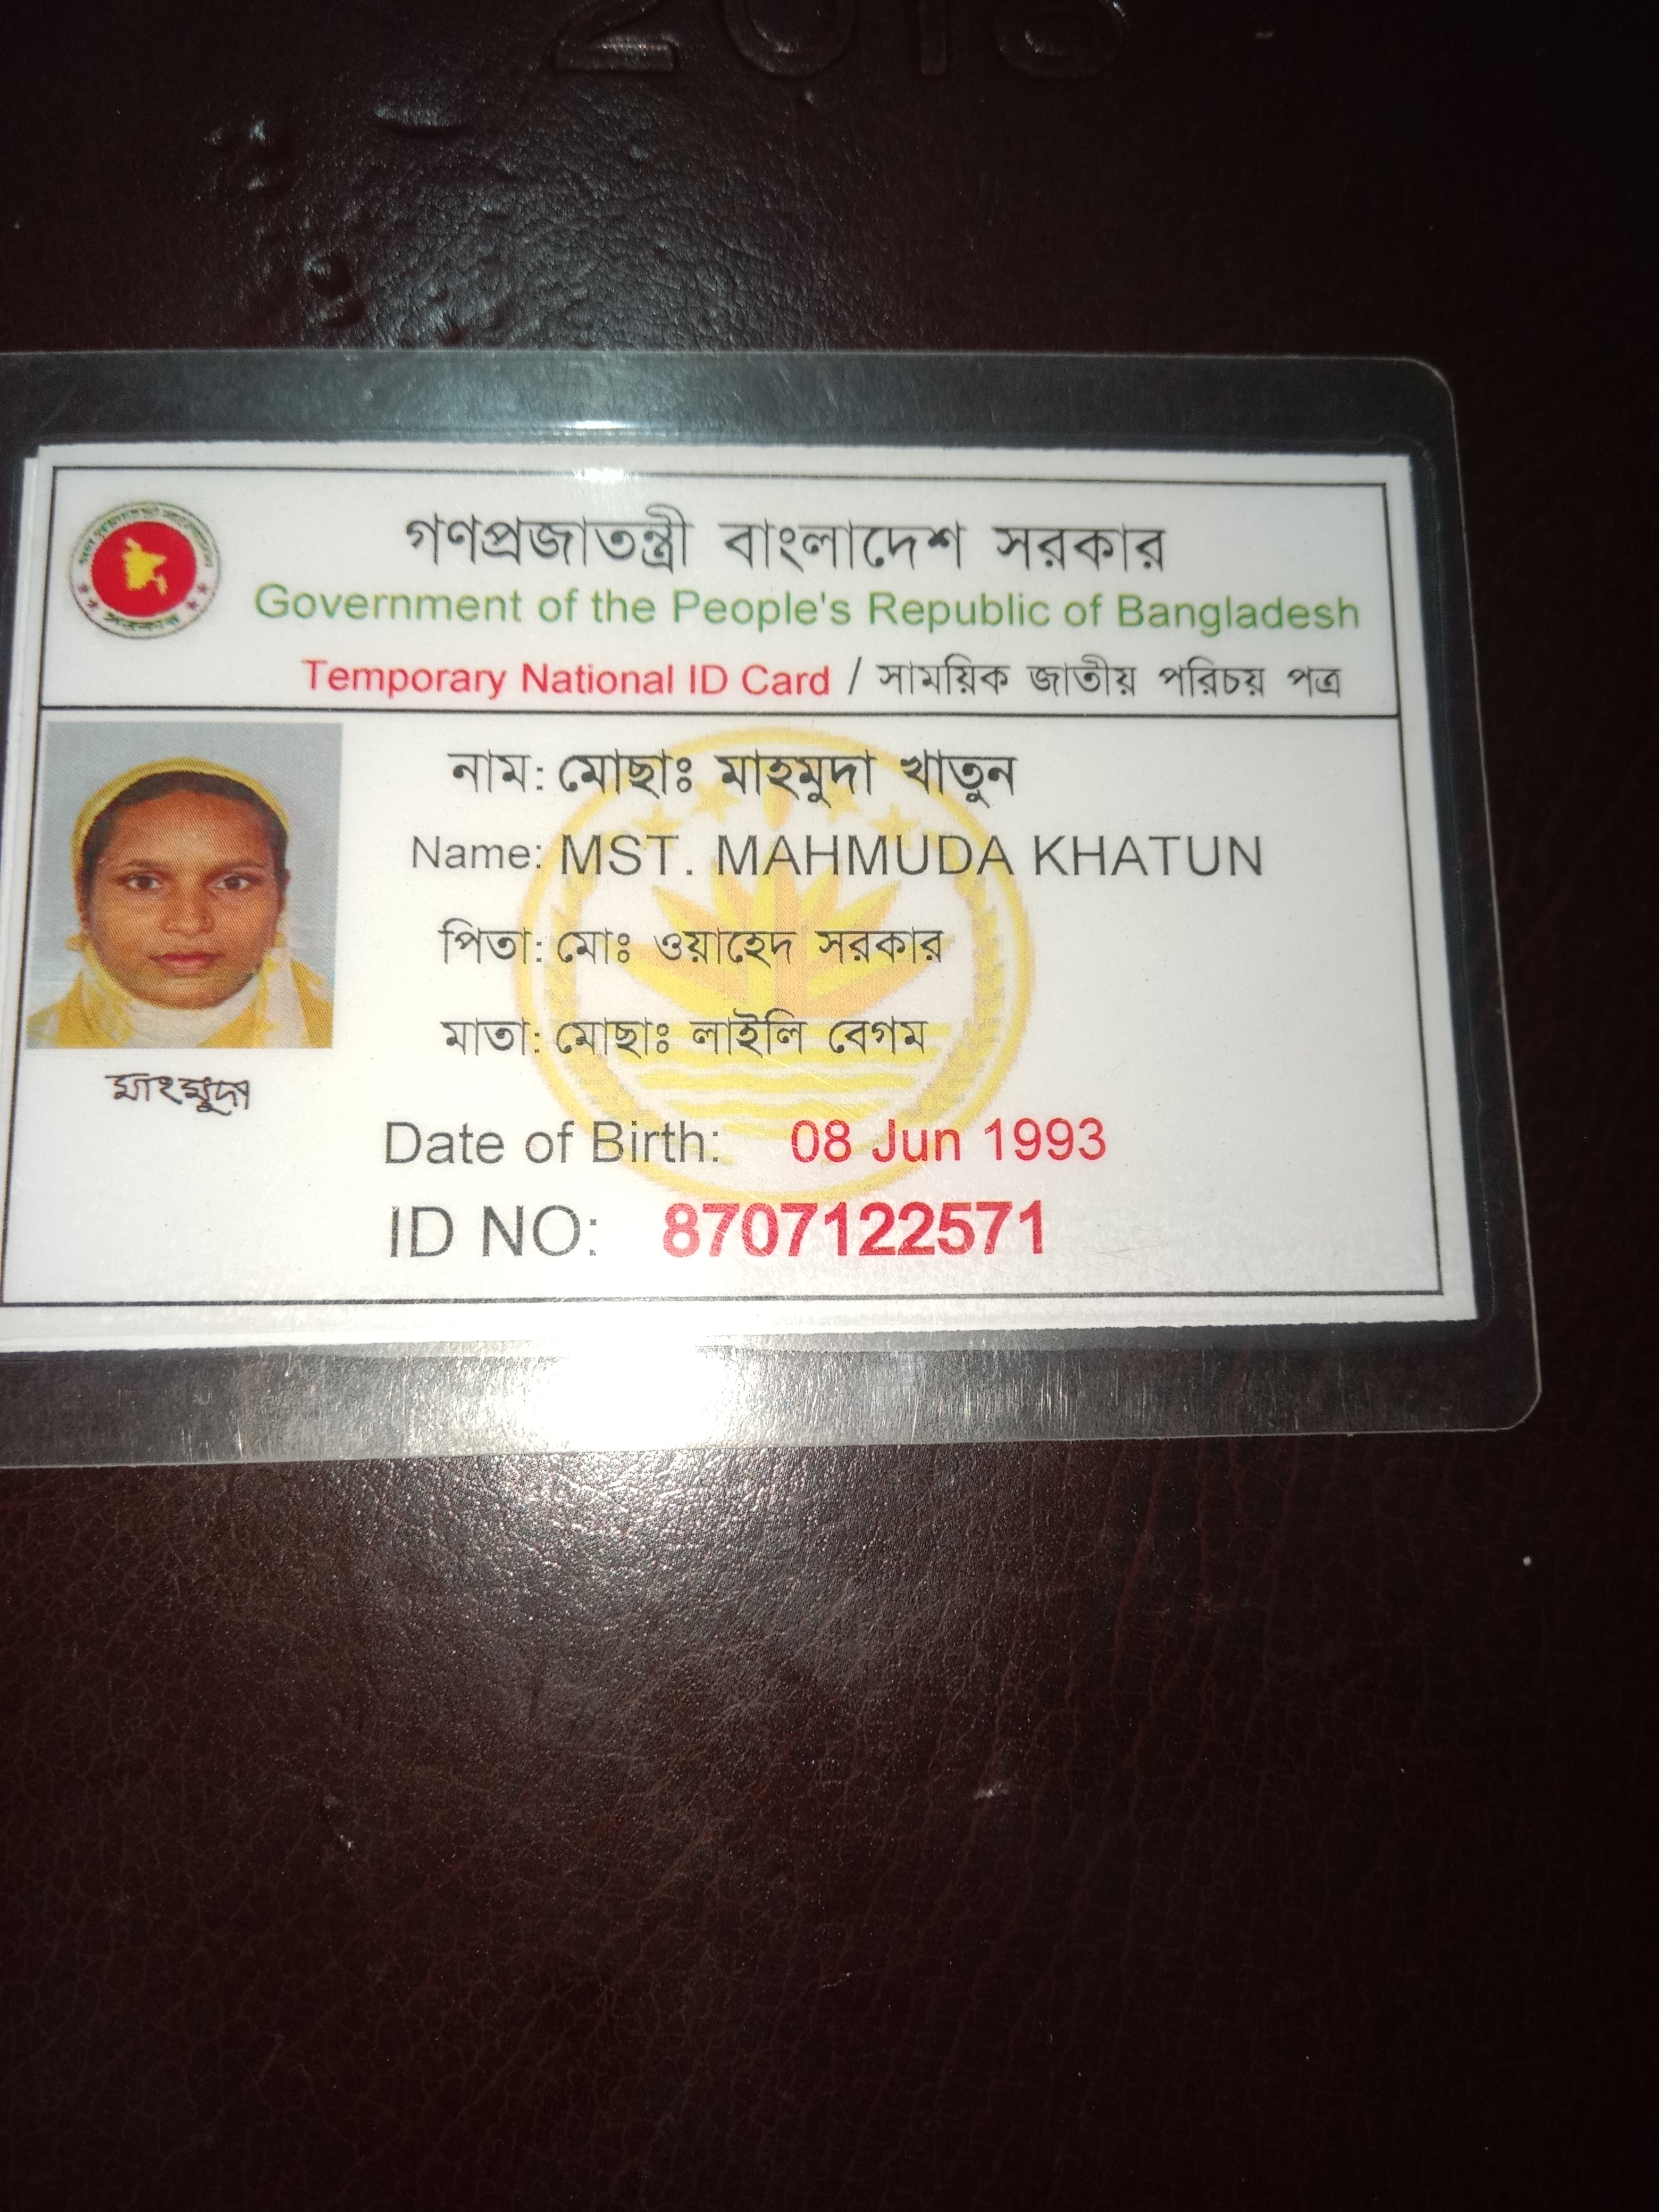 2018
গণপ্রজাতন্ত্রী বাংলাদেশ সরকার
Government of the People's Republic of Bangladesh
Temporary National ID Card / সাময়িক জাতীয় পরিচয় পত্র
নাম: মোছাঃ মাহমুদা খাতুন
Name: MST. MAHMUDA KHATUN
পিতা: মোঃ ওয়াহেদ সরকার
মাতা: মোছাঃ লাইলি বেগম
মাহমুদা
Date of Birth: 08 Jun 1993
ID NO: 8707122571